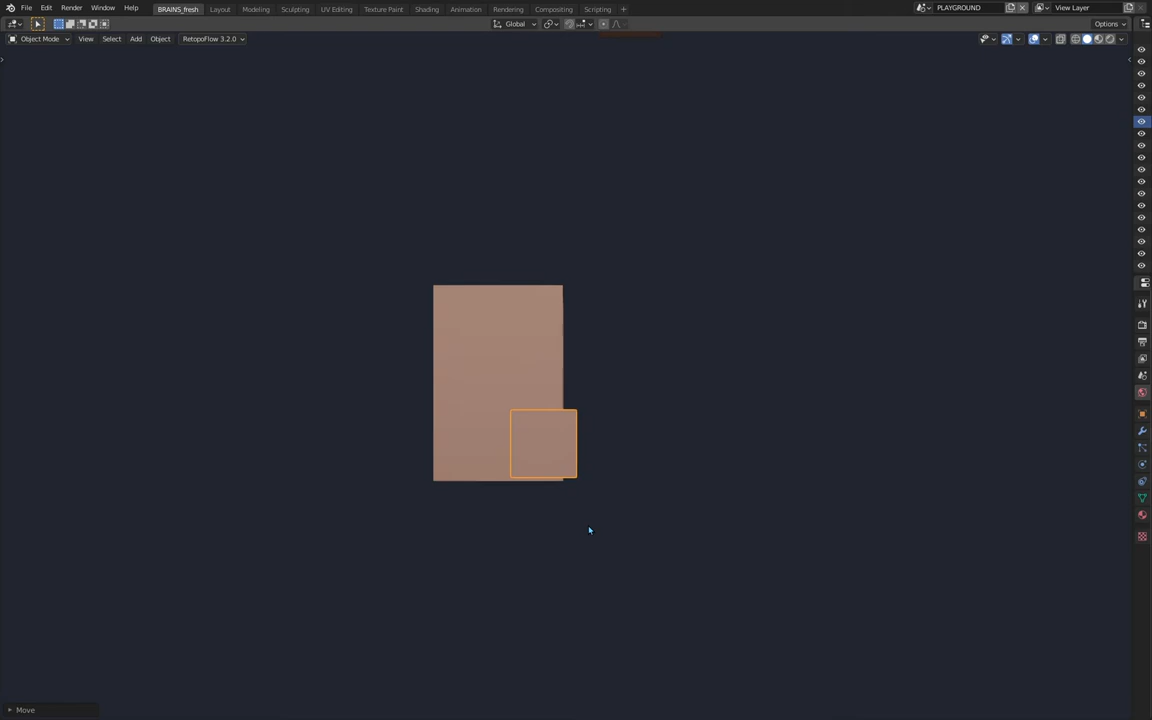 File Edit Render Window Help BRAINS_fresh Layout Modeling Sculpting UV Editing Texture Paint Shading Animation Rendering Compositing Scripting + PLAYGROUND View Layer
Global Options
Object Mode View Select Add Object RetopoFlow 3.2.0
Move